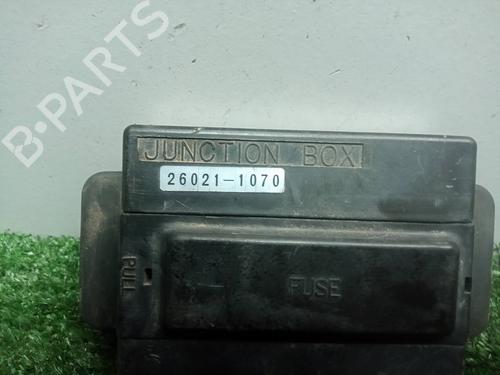 B-PARTS
JUNCTION BOX
26021-1070
PULL
FUSE